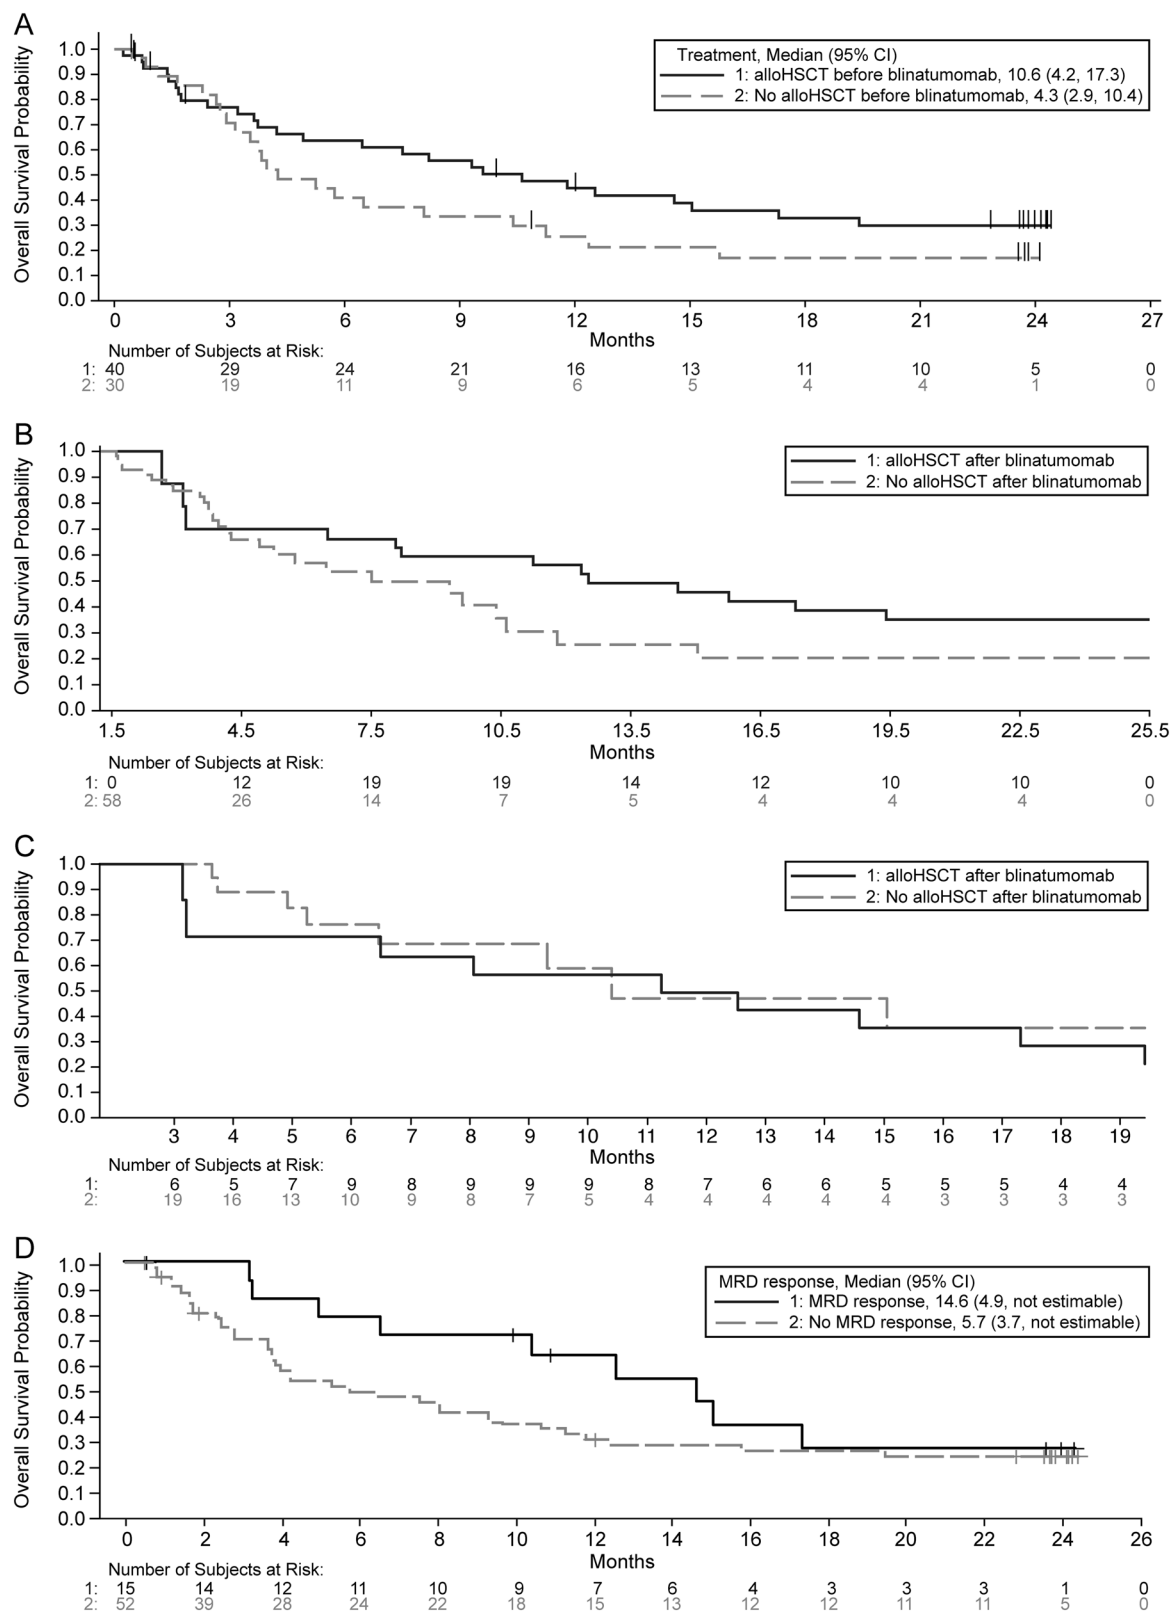 A
Overall Survival Probability
1.0
0.9
0.8
0.7
0.6
0.5
0.4
0.3
0.2
0.1
0.0
Treatment, Median (95% CI)
1: alloHSCT before blinatumomab, 10.6 (4.2, 17.3)
2: No alloHSCT before blinatumomab, 4.3 (2.9, 10.4)
0 3 6 9 12 15 18 21 24 27
Months
Number of Subjects at Risk:
1: 40 29 24 21 16 13 11 10 5 0
2: 30 19 11 9 6 5 4 4 1 0
B
Overall Survival Probability
1.0
0.9
0.8
0.7
0.6
0.5
0.4
0.3
0.2
0.1
0.0
1: alloHSCT after blinatumomab
2: No alloHSCT after blinatumomab
1.5 4.5 7.5 10.5 13.5 16.5 19.5 22.5 25.5
Months
Number of Subjects at Risk:
1: 0 12 19 19 14 12 10 10 0
2: 58 26 14 7 5 4 4 4 0
C
Overall Survival Probability
1.0
0.9
0.8
0.7
0.6
0.5
0.4
0.3
0.2
0.1
0.0
1: alloHSCT after blinatumomab
2: No alloHSCT after blinatumomab
3 4 5 6 7 8 9 10 11 12 13 14 15 16 17 18 19
Months
Number of Subjects at Risk:
1: 6 5 7 9 8 9 9 9 8 7 6 6 5 5 5 4 4
2: 19 16 13 10 9 8 7 5 4 4 4 4 4 3 3 3 3
D
Overall Survival Probability
1.0
0.9
0.8
0.7
0.6
0.5
0.4
0.3
0.2
0.1
0.0
MRD response, Median (95% CI)
1: MRD response, 14.6 (4.9, not estimable)
2: No MRD response, 5.7 (3.7, not estimable)
0 2 4 6 8 10 12 14 16 18 20 22 24 26
Months
Number of Subjects at Risk:
1: 15 14 12 11 10 9 7 6 4 3 3 3 1 0
2: 52 39 28 24 22 18 15 13 12 12 11 11 5 0